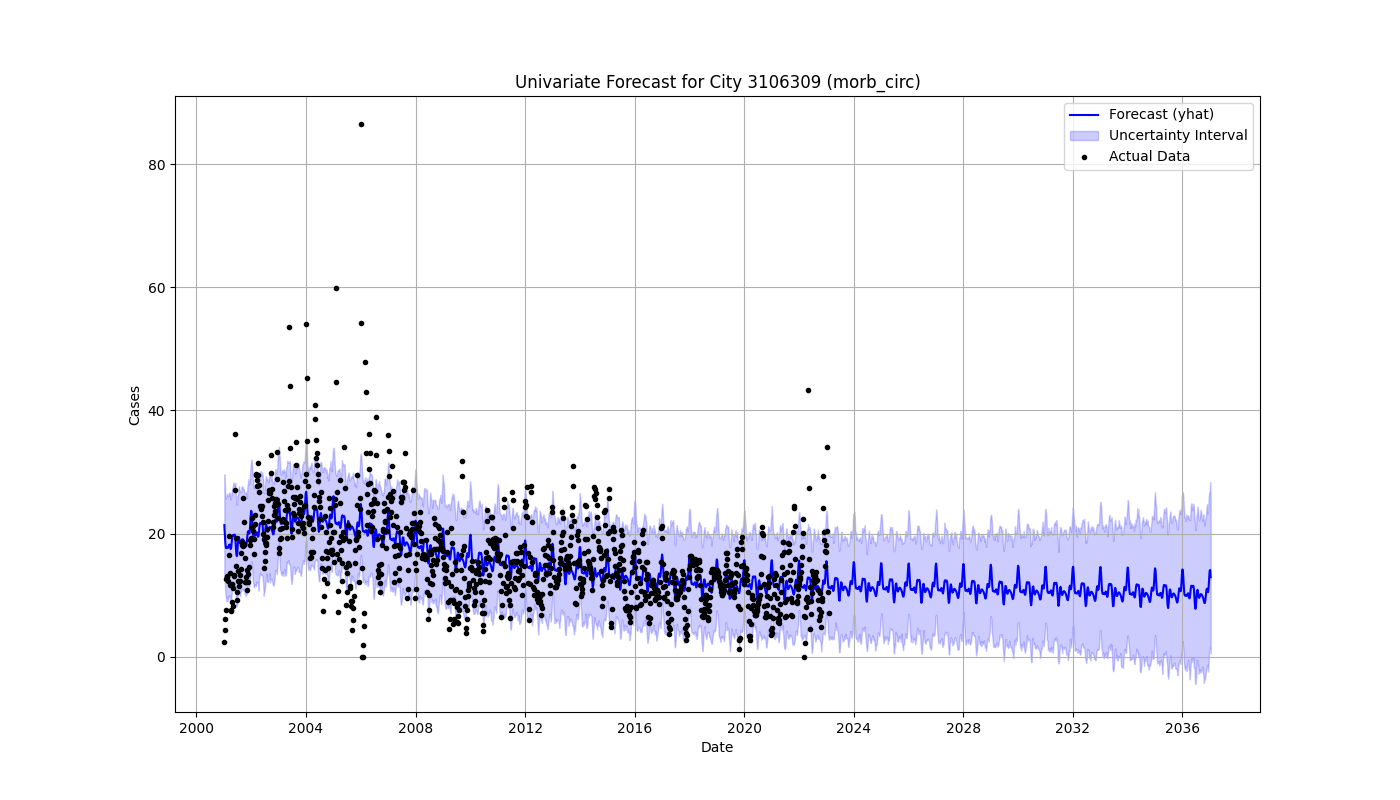 Univariate Forecast for City 3106309 (morb_circ)
Forecast (yhat)
Uncertainty Interval
Actual Data
Cases
80
60
40
20
0
2000 2004 2008 2012 2016 2020 2024 2028 2032 2036
Date